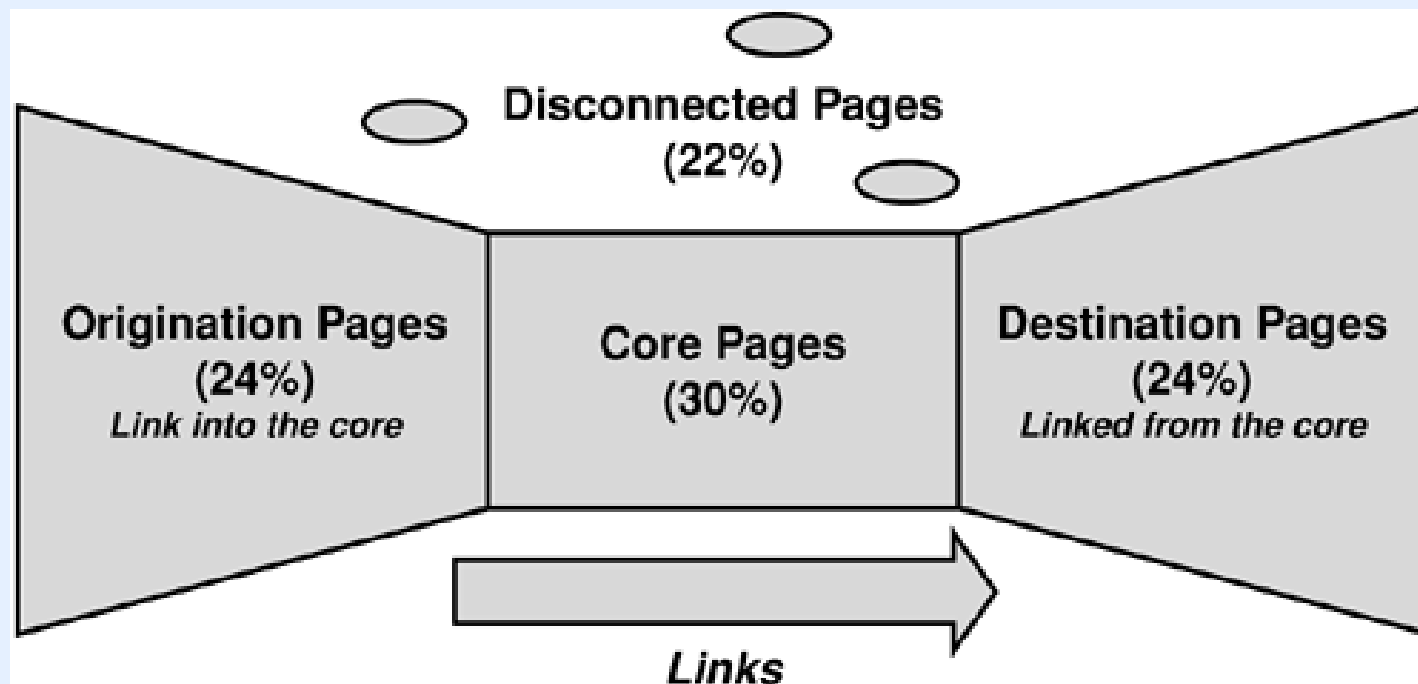 Disconnected Pages
(22%)
Origination Pages
(24%)
Link into the core
Core Pages
(30%)
Destination Pages
(24%)
Linked from the core
Links